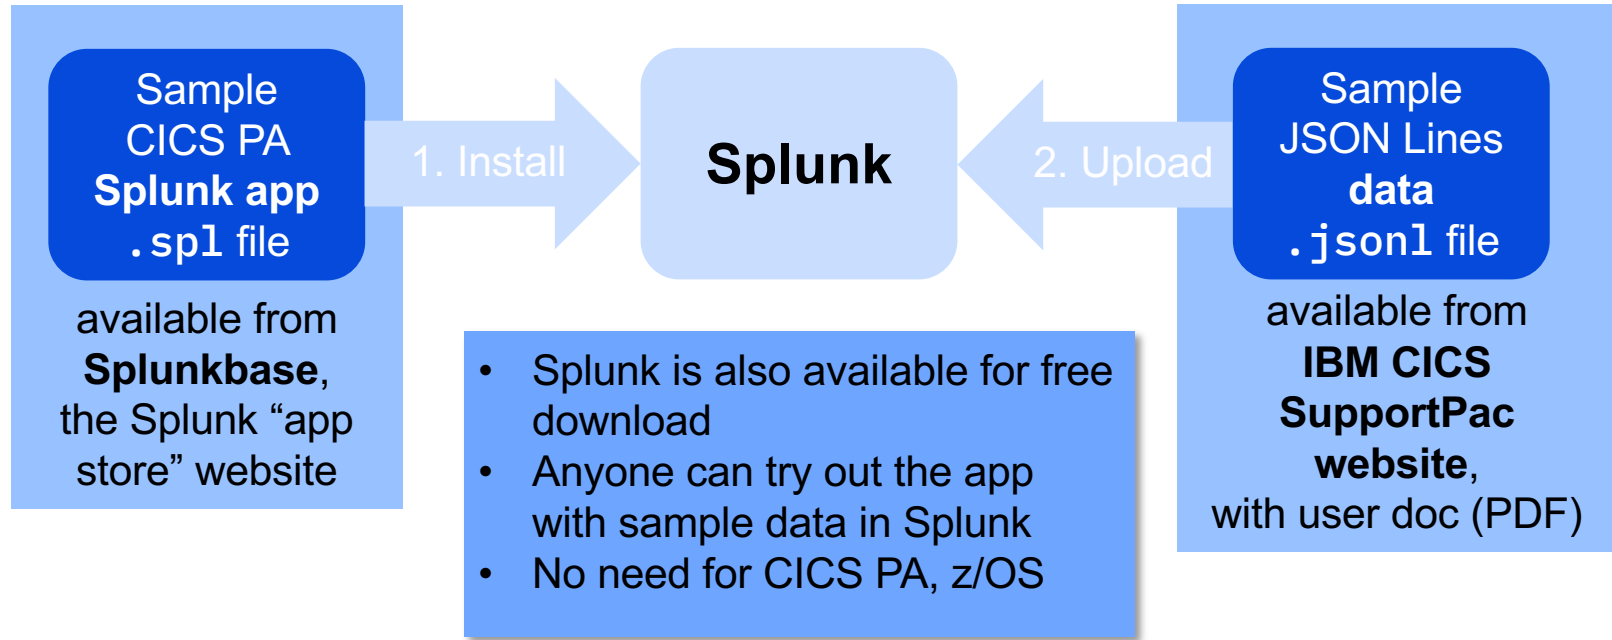 Sample
CICS PA
Splunk app
.spl file
available from
Splunkbase,
the Splunk “app
store” website
1. Install
Splunk
2. Upload
Sample
JSON Lines
data
.jsonl file
available from
IBM CICS
SupportPac
website,
with user doc (PDF)
• Splunk is also available for free
download
• Anyone can try out the app
with sample data in Splunk
• No need for CICS PA, z/OS